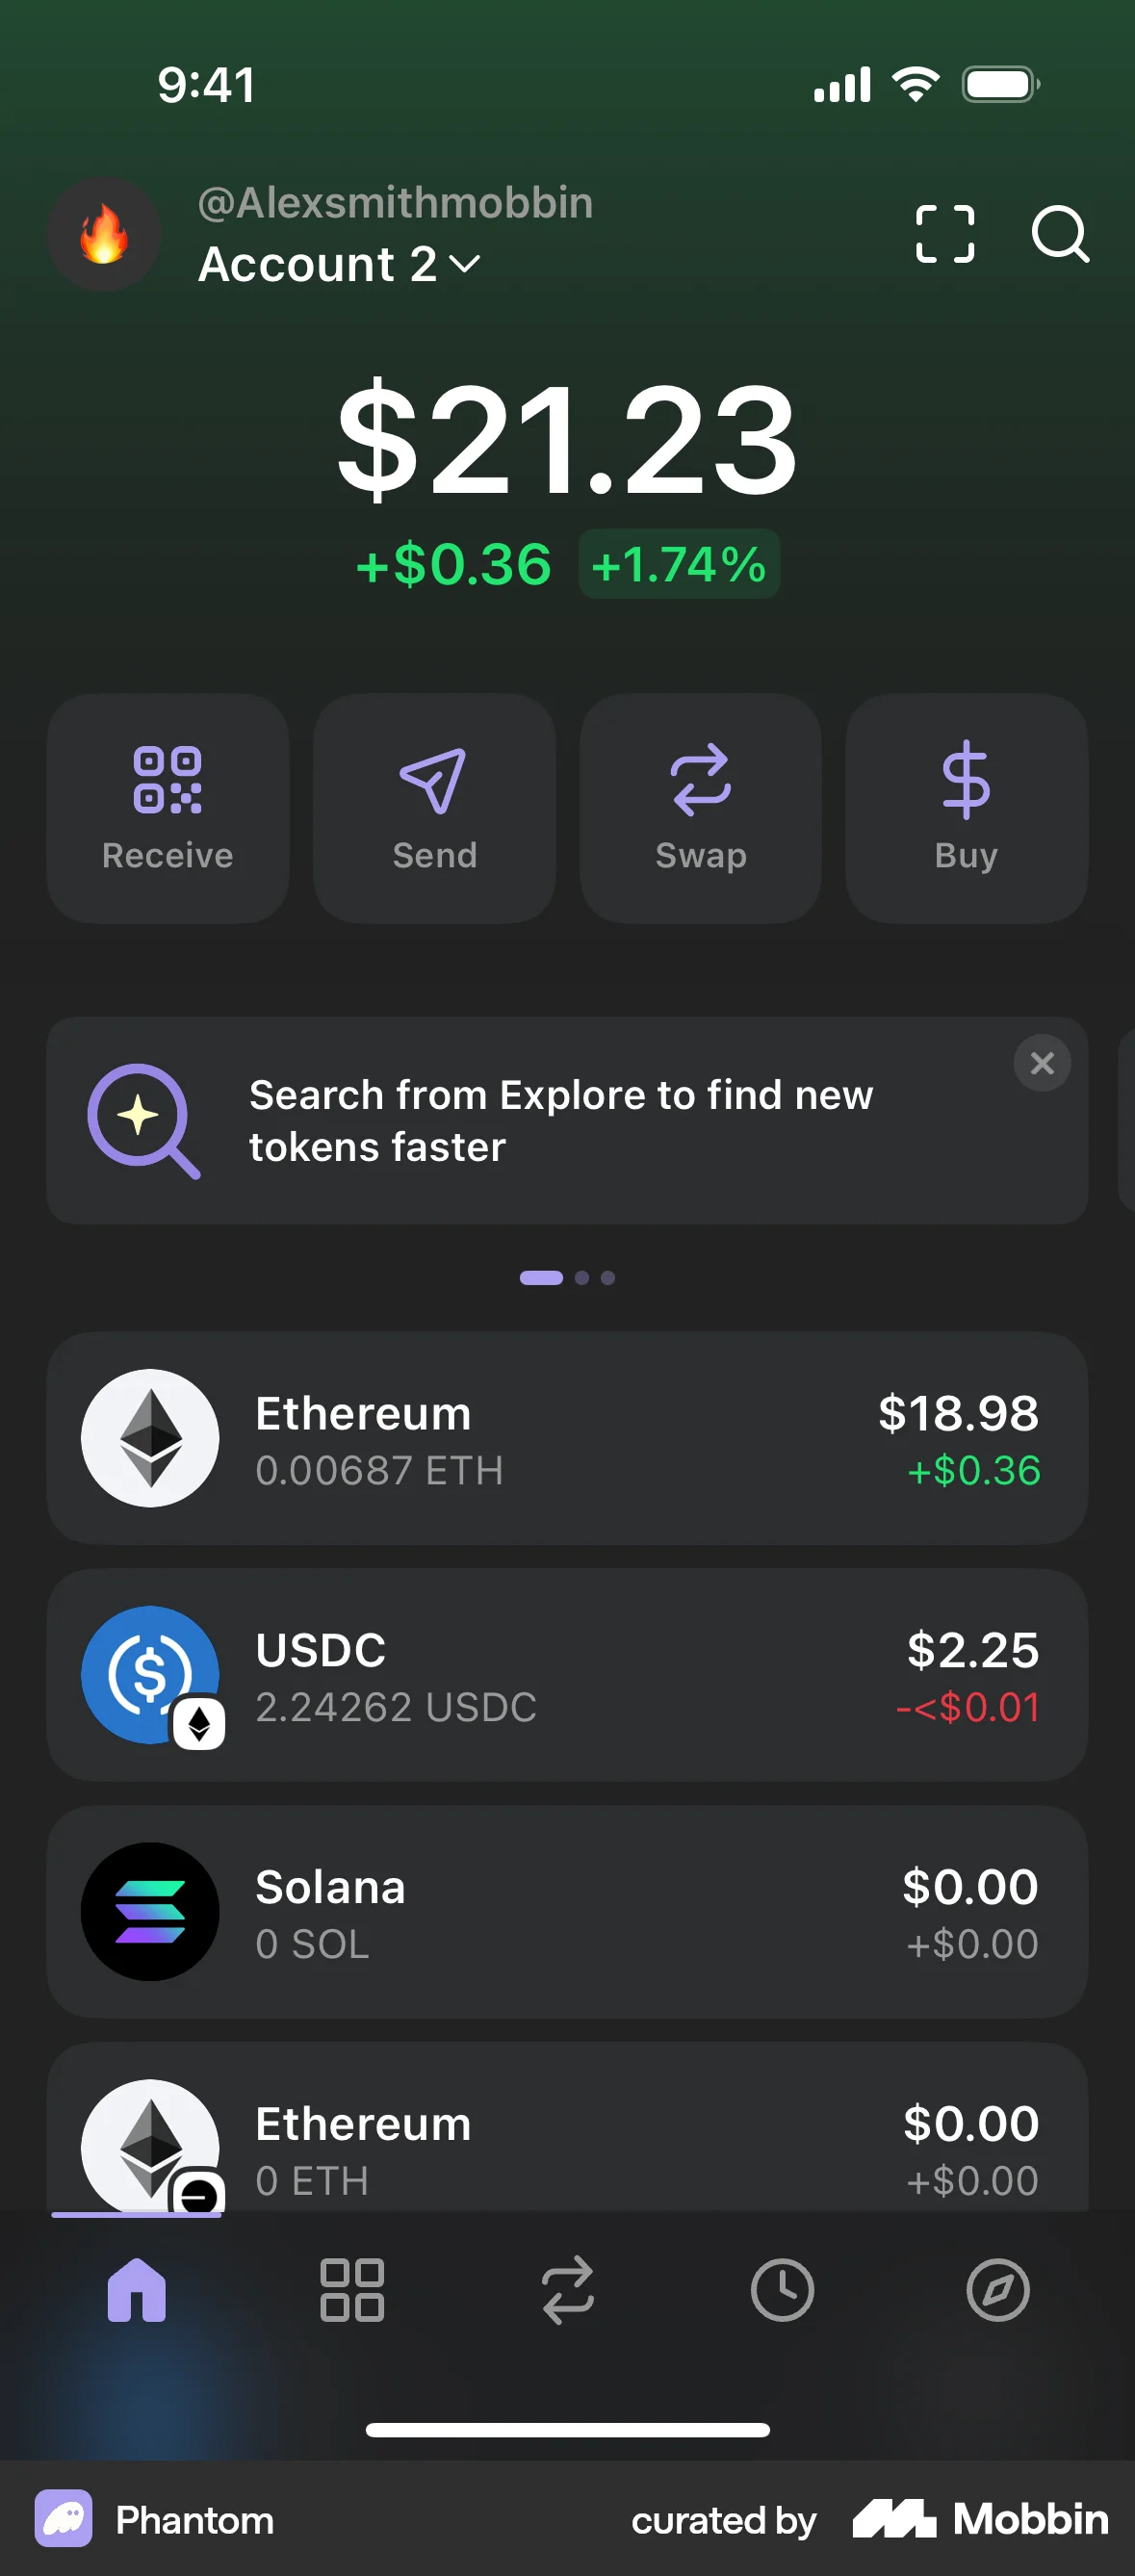 9:41
@Alexsmithmobbin
Account 2
$21.23
+$0.36 +1.74%
Receive Send Swap Buy
Search from Explore to find new
tokens faster
Ethereum $18.98
0.00687 ETH +$0.36
USDC $2.25
2.24262 USDC -<$0.01
Solana $0.00
0 SOL +$0.00
Ethereum $0.00
0 ETH +$0.00
Phantom curated by Mobbin